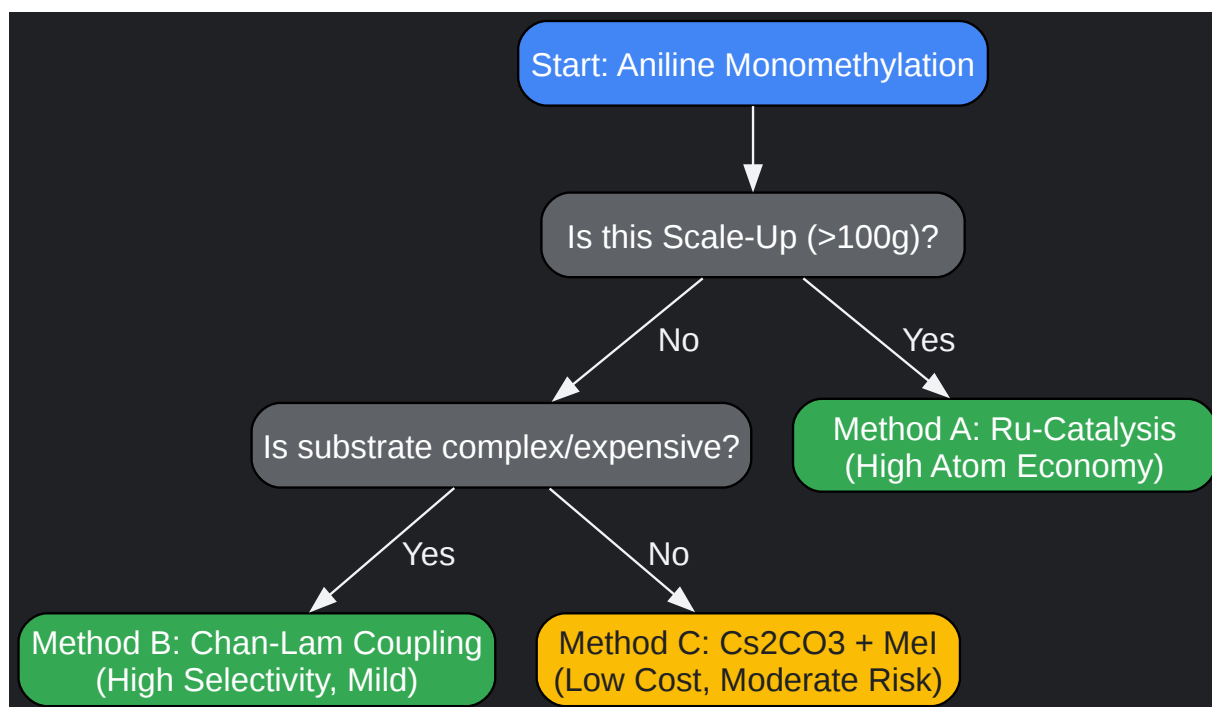 Start: Aniline Monomethylation
Is this Scale-Up (>100g)?
No
Yes
Is substrate complex/expensive?
Method A: Ru-Catalysis
(High Atom Economy)
Yes
No
Method B: Chan-Lam Coupling
(High Selectivity, Mild)
Method C: Cs2CO3 + MeI
(Low Cost, Moderate Risk)